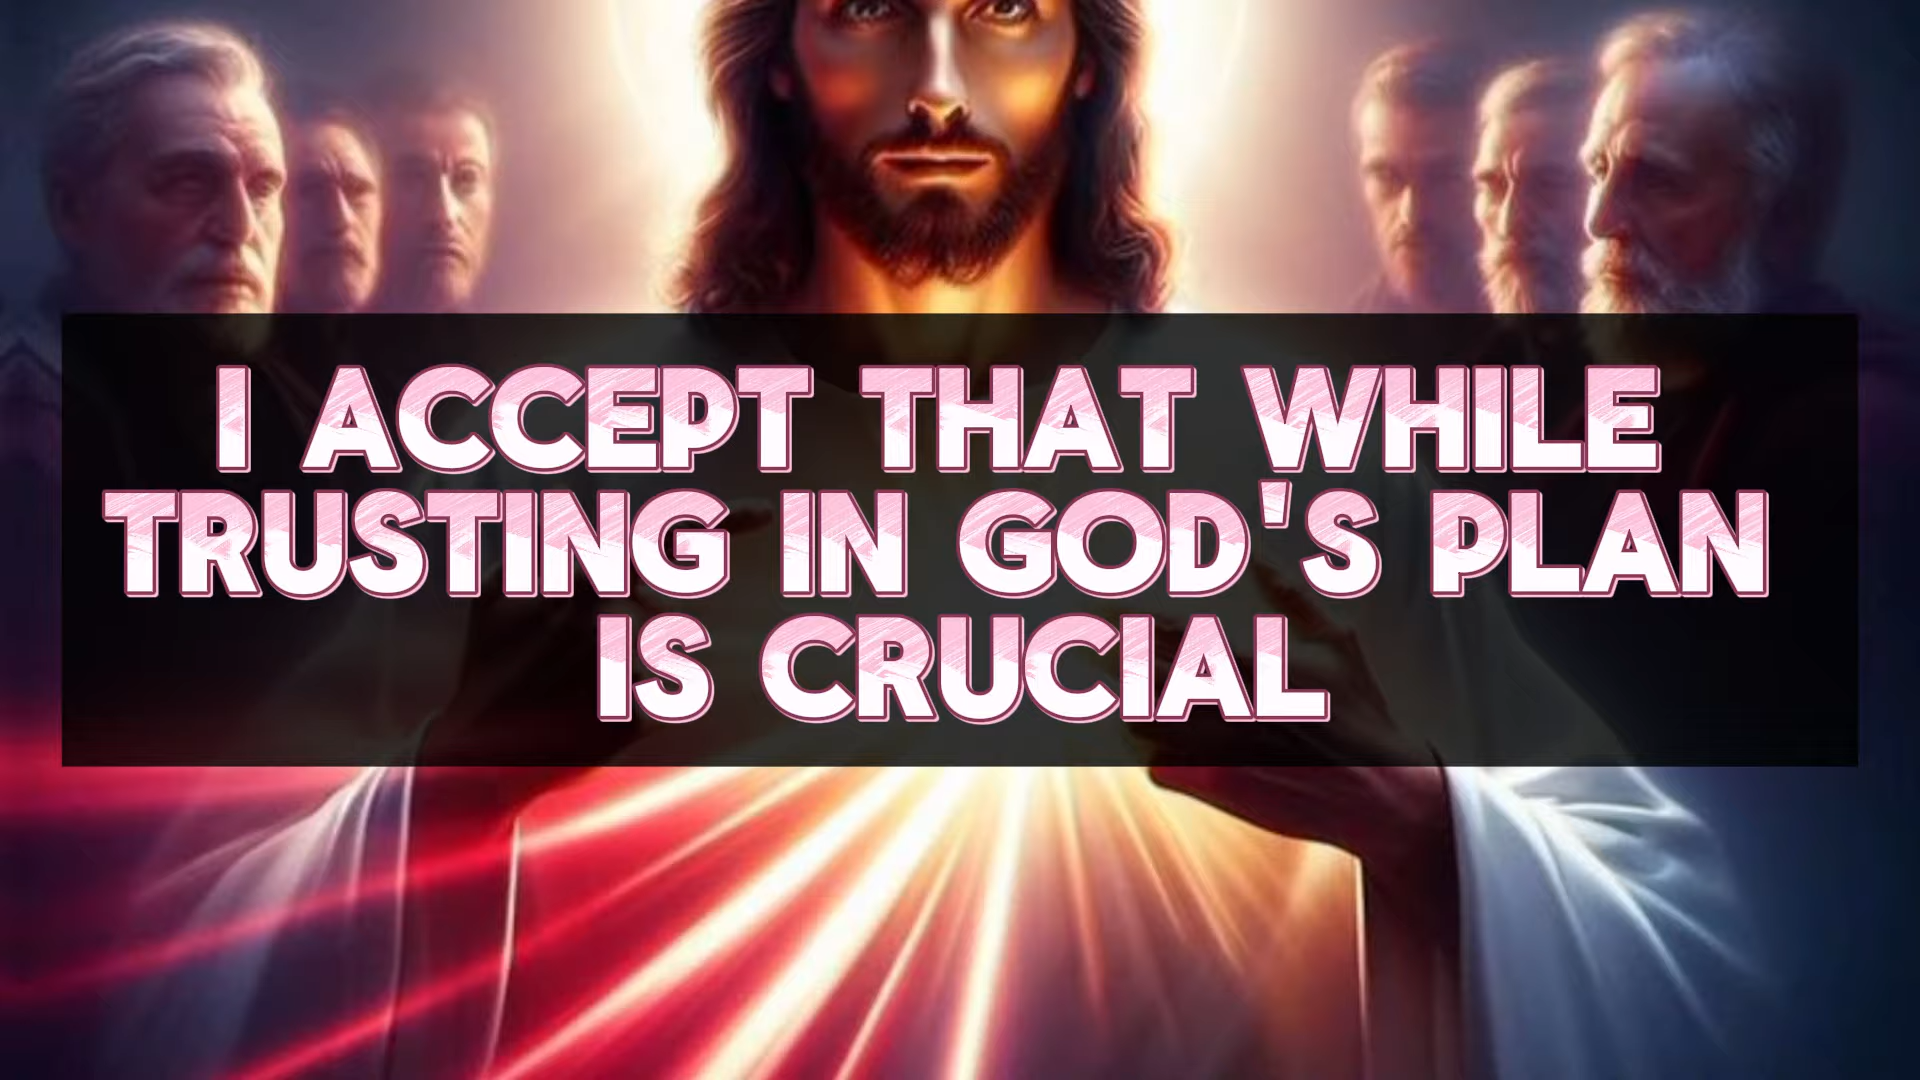 I ACCEPT THAT WHILE
TRUSTING IN GOD'S PLAN
IS CRUCIAL